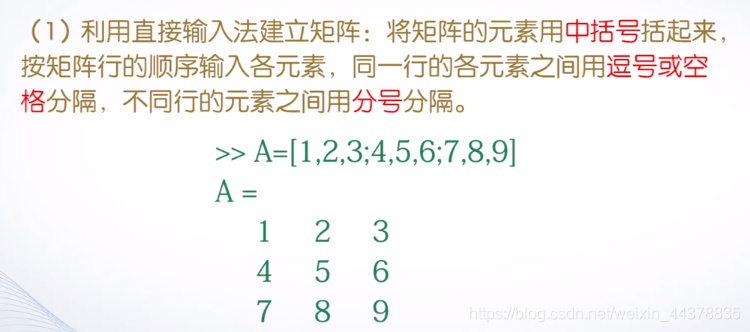 （1）利用直接输入法建立矩阵：将矩阵的元素用中括号括起来，
按矩阵行的顺序输入各元素，同一行的各元素之间用逗号或空
格分隔，不同行的元素之间用分号分隔。
>> A=[1,2,3;4,5,6;7,8,9]
A =
1 2 3
4 5 6
7 8 9
https://blog.csdn.net/weixin_44378835